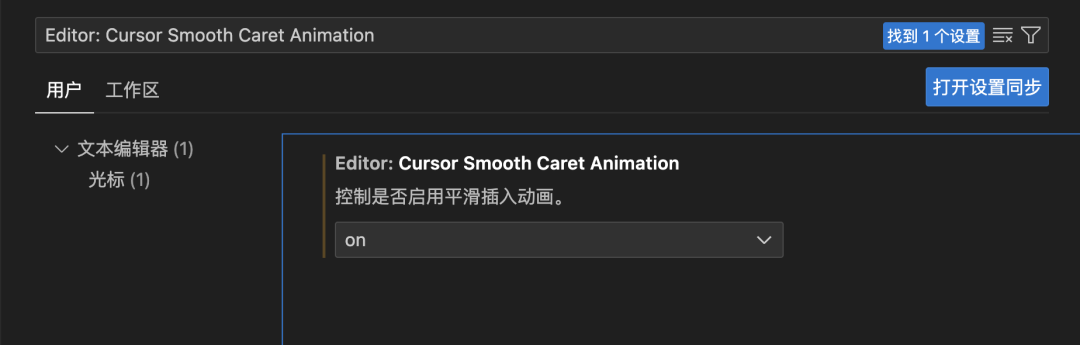 Editor: Cursor Smooth Caret Animation 找到 1 个设置
用户 工作区 打开设置同步
文本编辑器 (1)
光标 (1)
Editor: Cursor Smooth Caret Animation
控制是否启用平滑插入动画。
on